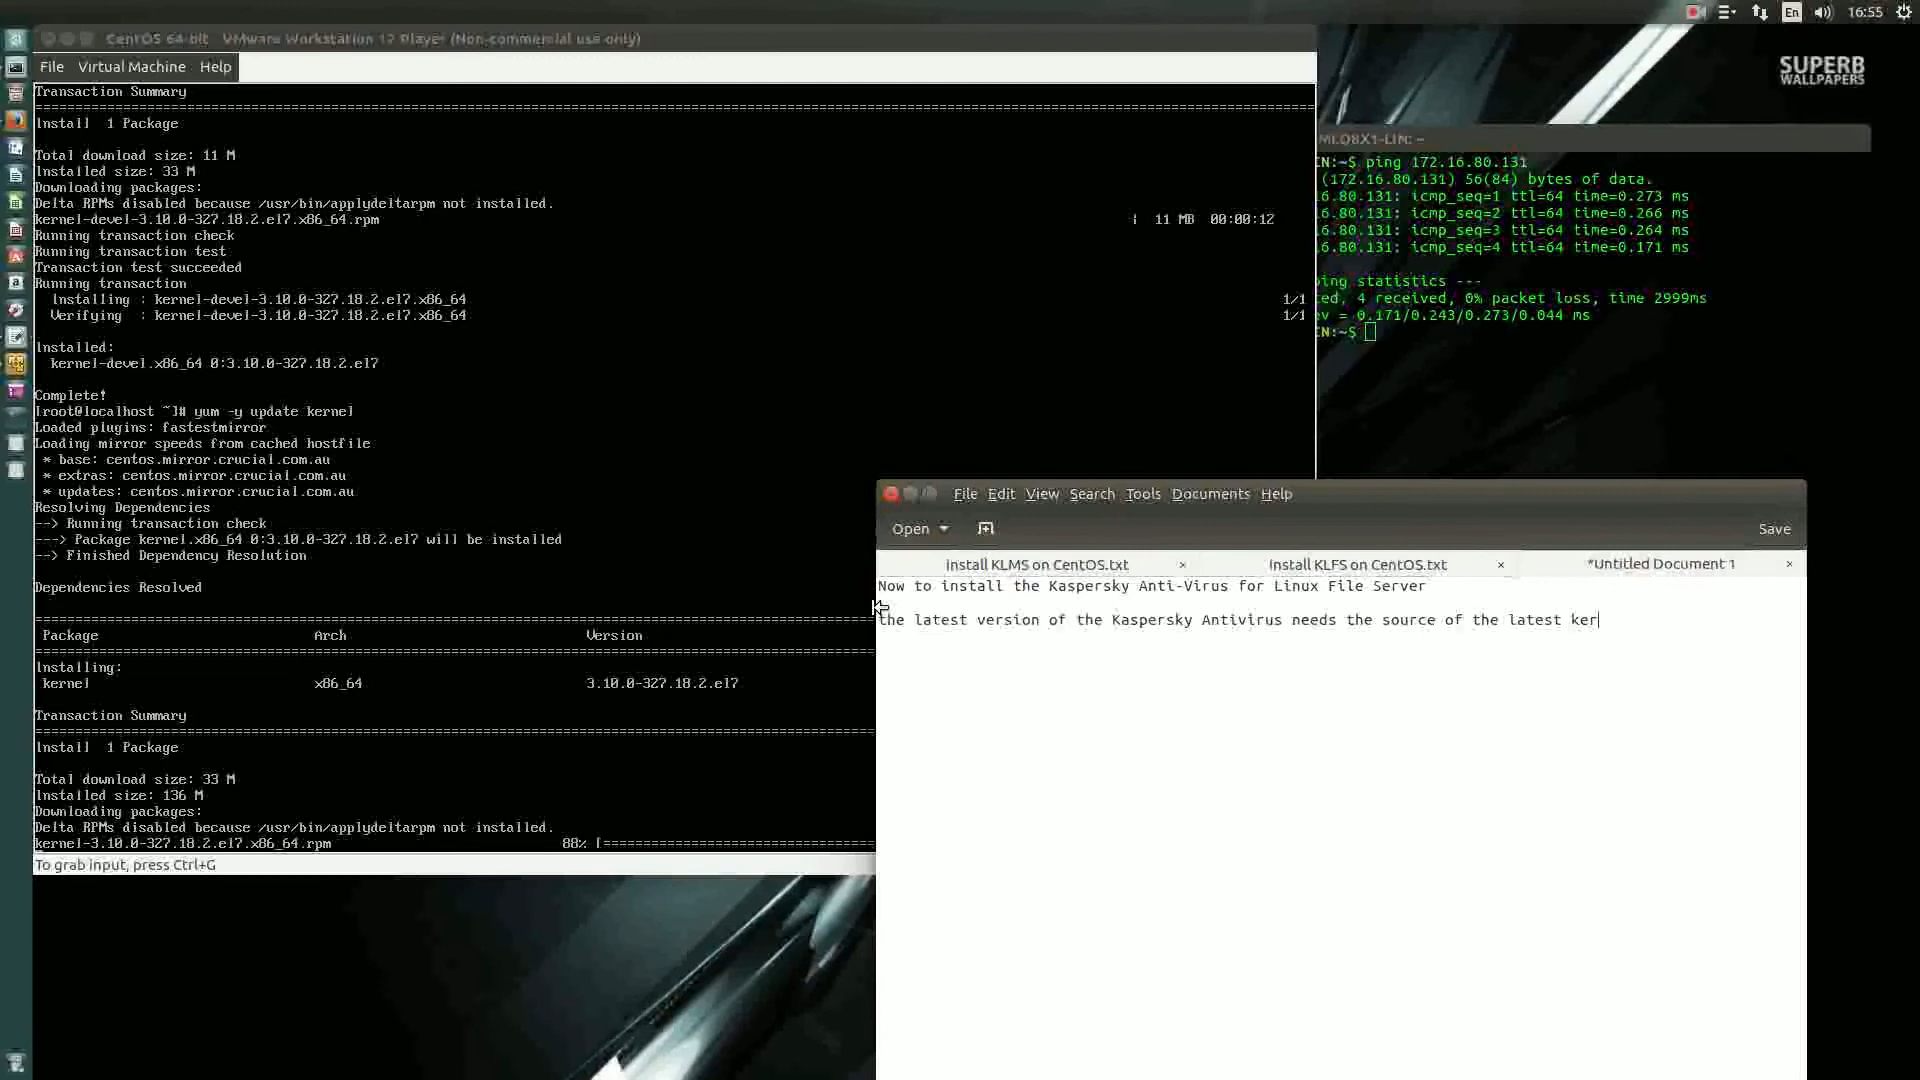 En
16:55
CentOS 64-bit - VMware Workstation 12 Player (Non-commercial use only)
File Virtual Machine Help
Transaction Summary
Install 1 Package
Total download size: 11 M
Installed size: 33 M
Downloading packages:
Delta RPMs disabled because /usr/bin/applydeltarpm not installed.
kernel-devel-3.10.0-327.18.2.el7.x86_64.rpm | 11 MB 00:00:12
Running transaction check
Running transaction test
Transaction test succeeded
Running transaction
Installing : kernel-devel-3.10.0-327.18.2.el7.x86_64 1/1
Verifying : kernel-devel-3.10.0-327.18.2.el7.x86_64 1/1
Installed:
kernel-devel.x86_64 0:3.10.0-327.18.2.el7
Complete!
[root@localhost ~]# yum -y update kernel
Loaded plugins: fastestmirror
Loading mirror speeds from cached hostfile
* base: centos.mirror.crucial.com.au
* extras: centos.mirror.crucial.com.au
* updates: centos.mirror.crucial.com.au
Resolving Dependencies
--> Running transaction check
---> Package kernel.x86_64 0:3.10.0-327.18.2.el7 will be installed
--> Finished Dependency Resolution
Dependencies Resolved
Package Arch Version
Installing:
kernel x86_64 3.10.0-327.18.2.el7
Transaction Summary
Install 1 Package
Total download size: 33 M
Installed size: 136 M
Downloading packages:
Delta RPMs disabled because /usr/bin/applydeltarpm not installed.
kernel-3.10.0-327.18.2.el7.x86_64.rpm 88% [===================================
To grab input, press Ctrl+G
SUPERB
WALLPAPERS
MLQ8X1-LIN: ~
IN:~$ ping 172.16.80.131
(172.16.80.131) 56(84) bytes of data.
16.80.131: icmp_seq=1 ttl=64 time=0.273 ms
16.80.131: icmp_seq=2 ttl=64 time=0.266 ms
16.80.131: icmp_seq=3 ttl=64 time=0.264 ms
16.80.131: icmp_seq=4 ttl=64 time=0.171 ms
ping statistics ---
ted, 4 received, 0% packet loss, time 2999ms
ev = 0.171/0.243/0.273/0.044 ms
IN:~$
File Edit View Search Tools Documents Help
Open Save
Install KLMS on CentOS.txt × Install KLFS on CentOS.txt × *Untitled Document 1 ×
Now to install the Kaspersky Anti-Virus for Linux File Server
the latest version of the Kaspersky Antivirus needs the source of the latest ker